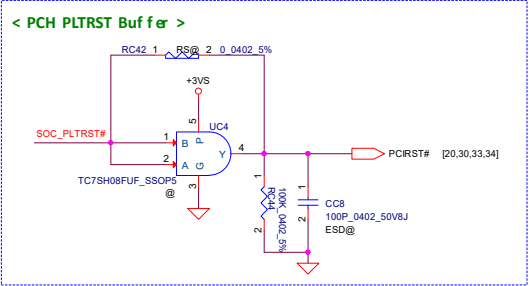 < PCH PLTRST Buffer >
RC42 1 RS@ 2 0_0402_5%
+3VS
5
UC4
SOC_PLTRST#
1 B P
Y 4
2 A G
PCIRST# [20,30,33,34]
3
TC7SH08FUF_SSOP5
@
1
RC44
100K_0402_5%
2
1
CC8
100P_0402_50V8J
2
ESD@